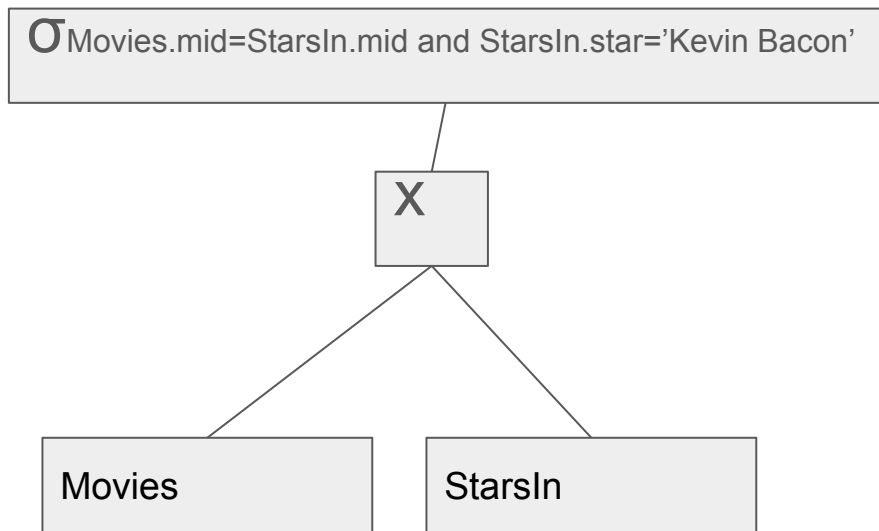 σMovies.mid=StarsIn.mid and StarsIn.star=’Kevin Bacon’
X
Movies
StarsIn